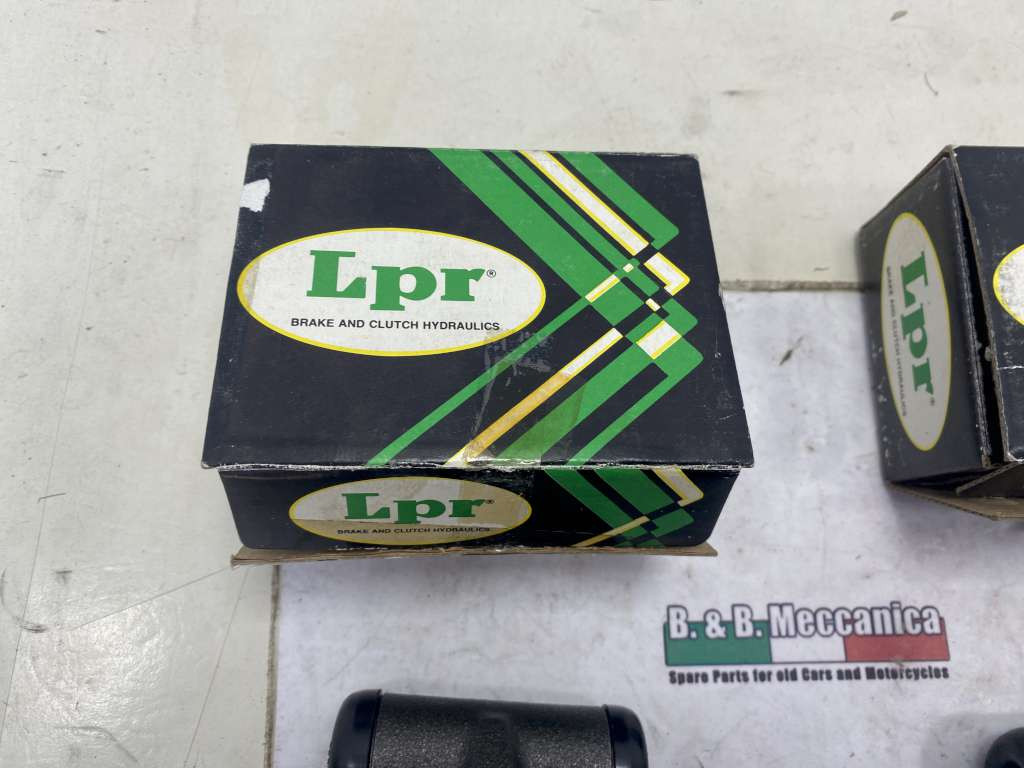 Lpr®
BRAKE AND CLUTCH HYDRAULICS
Lpr®
BRAKE AND CLUTCH HYDRAULICS
Lpr®
BRAKE AND CLUTCH HYDRAULICS
B. & B. Meccanica
Spare Parts for old Cars and Motorcycles